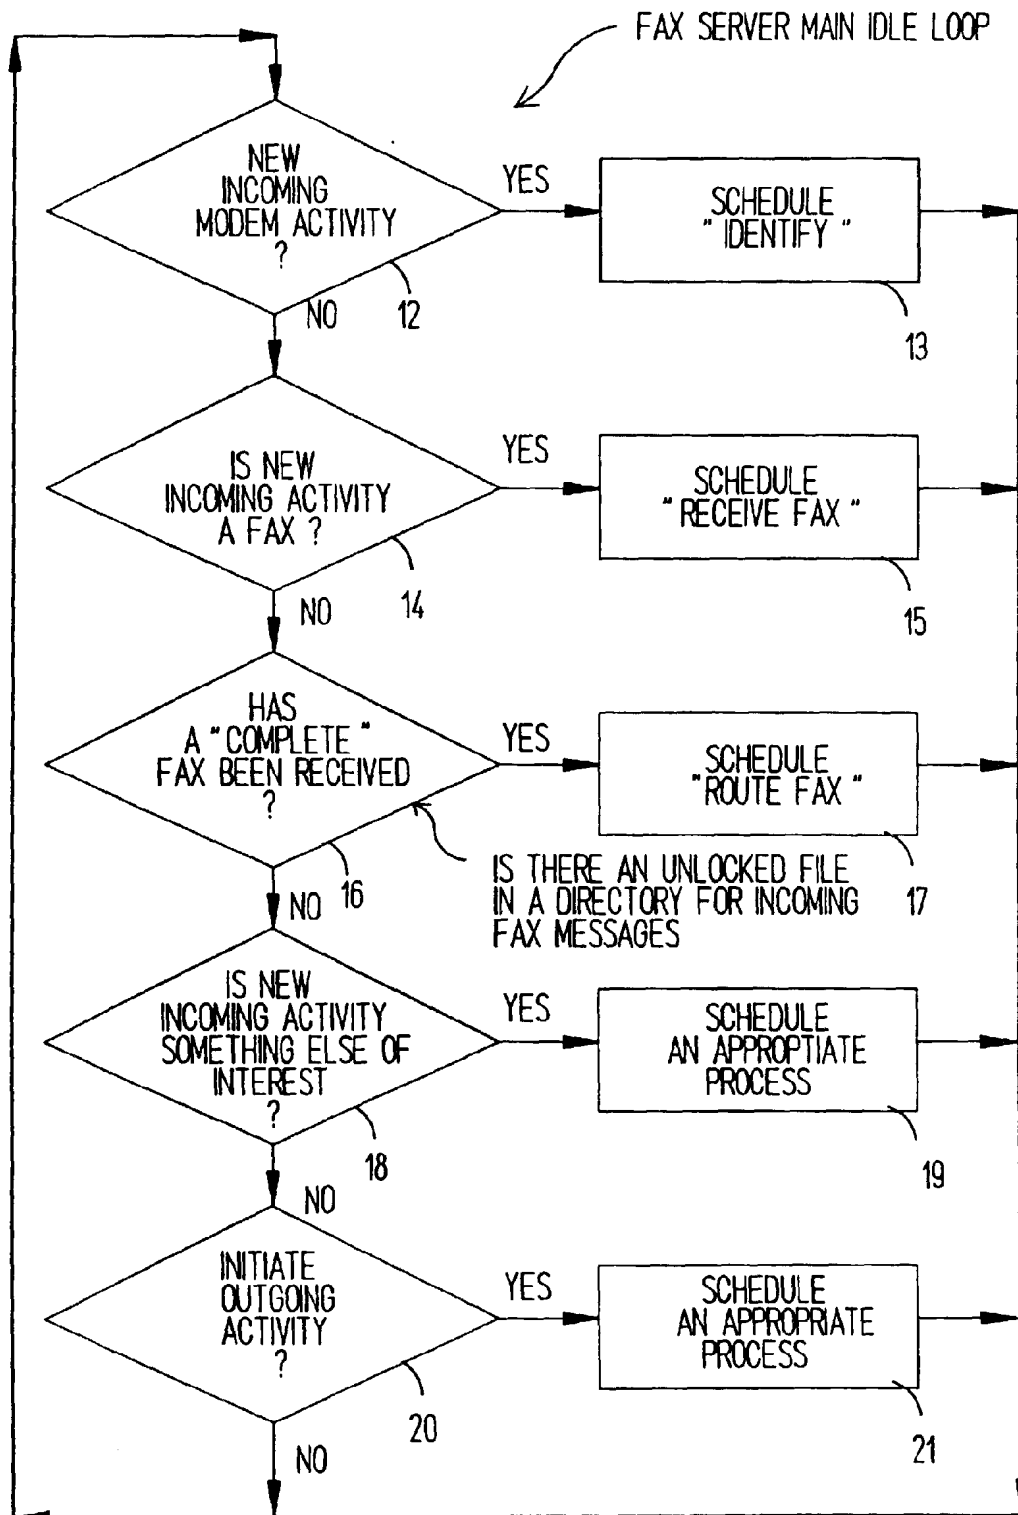 FAX SERVER MAIN IDLE LOOP
NEW
INCOMING
MODEM ACTIVITY
?
YES
SCHEDULE
"IDENTIFY"
NO
12
13
IS NEW
INCOMING ACTIVITY
A FAX ?
YES
SCHEDULE
"RECEIVE FAX"
NO
14
15
HAS
A "COMPLETE"
FAX BEEN RECEIVED
?
YES
SCHEDULE
"ROUTE FAX"
NO
16
IS THERE AN UNLOCKED FILE
IN A DIRECTORY FOR INCOMING
FAX MESSAGES
17
IS NEW
INCOMING ACTIVITY
SOMETHING ELSE OF
INTEREST
?
YES
SCHEDULE
AN APPROPTIATE
PROCESS
NO
18
19
INITIATE
OUTGOING
ACTIVITY
?
YES
SCHEDULE
AN APPROPRIATE
PROCESS
NO
20
21